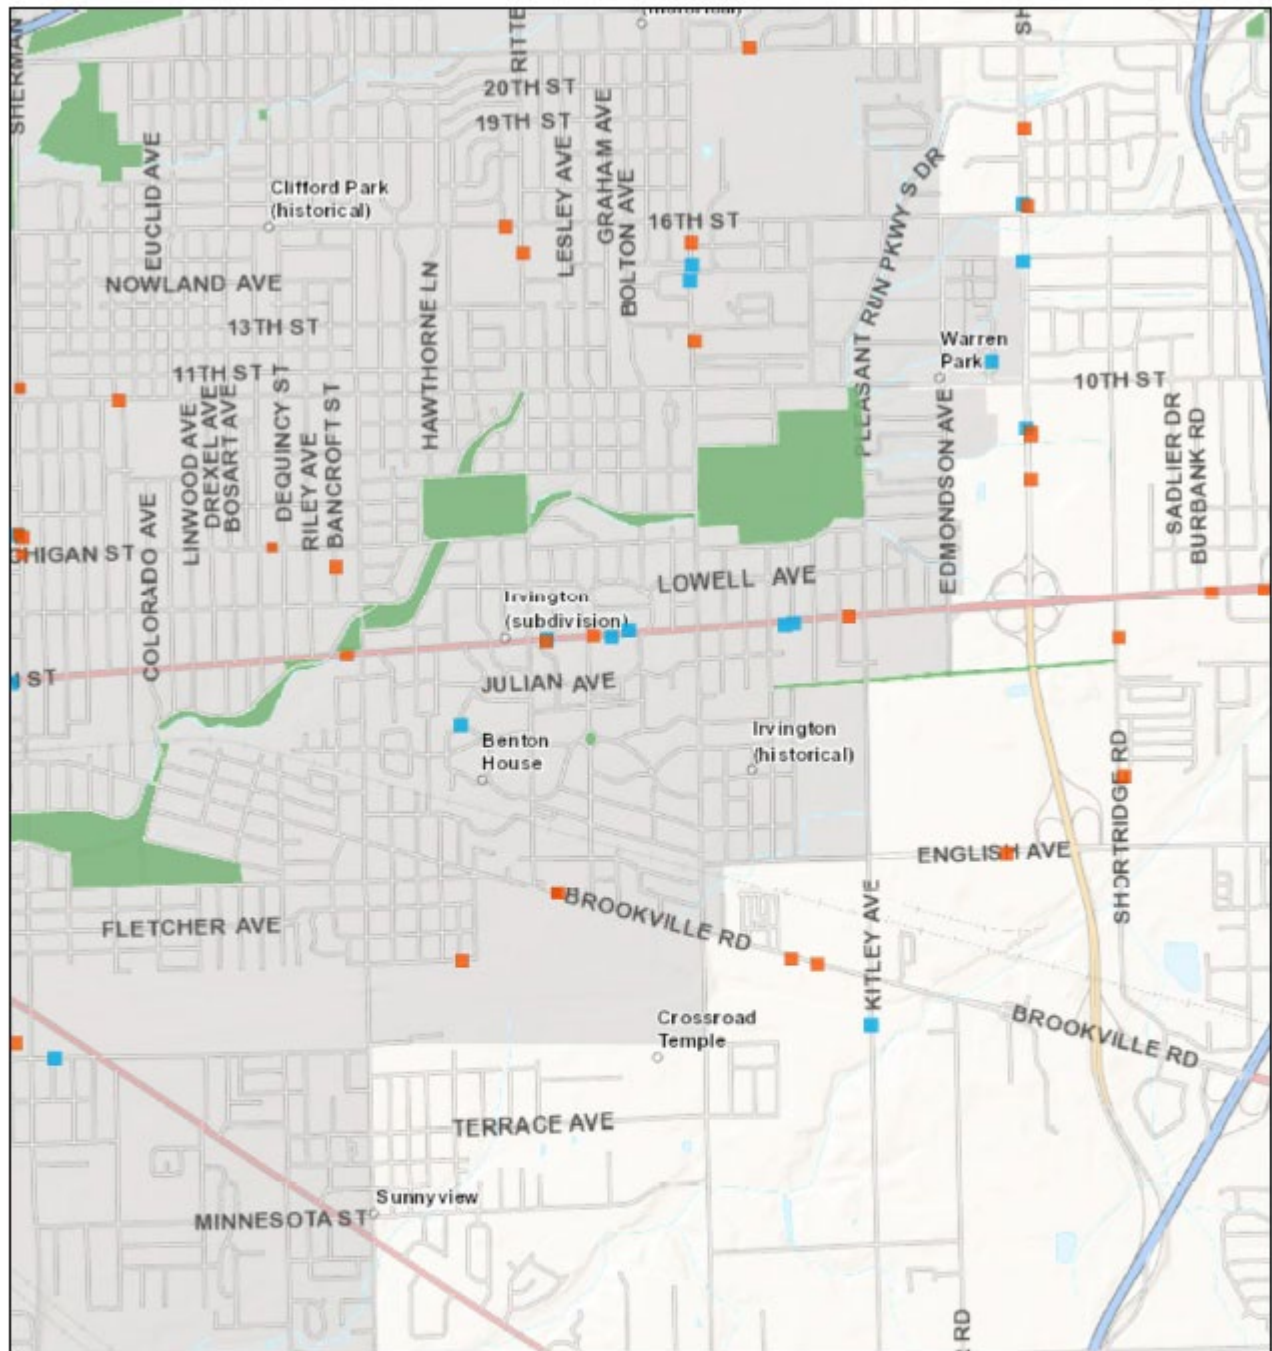 (historical)
SHERMAN
RITTE
SH
20TH ST
19TH ST
GRAHAM AVE
LESLEY AVE
BOLTON AVE
EUCLID AVE
Clifford Park
(historical)
16TH ST
PLEASANT RUN PKWY S DR
NOWLAND AVE
HAWTHORNE LN
13TH ST
Warren
Park
11TH ST
10TH ST
LINWOOD AVE
DREXEL AVE
BOSART AVE
DEQUINCY ST
RILEY AVE
BANCROFT ST
EDMONDSON AVE
SADLIER DR
BURBANK RD
COLORADO AVE
CHIGAN ST
LOWELL AVE
Irvington
(subdivision)
ST
JULIAN AVE
Benton
House
Irvington
(historical)
SHORTRIDGE RD
ENGLISH AVE
BROOKVILLE RD
FLETCHER AVE
KITLEY AVE
Crossroad
Temple
BROOKVILLE RD
TERRACE AVE
Sunnyview
MINNESOTA ST
RD